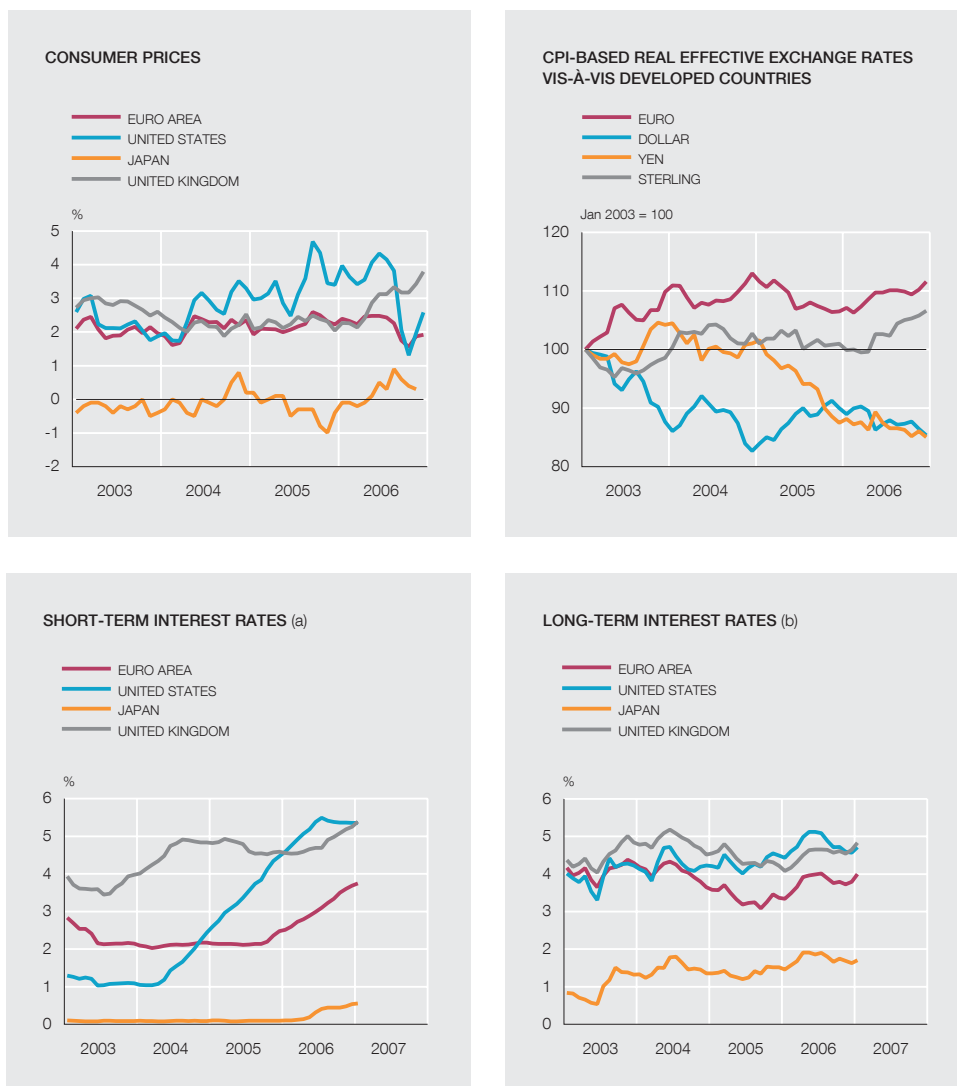 CONSUMER PRICES
EURO AREA
UNITED STATES
JAPAN
UNITED KINGDOM
%
5
4
3
2
1
0
-1
-2
2003 2004 2005 2006
CPI-BASED REAL EFFECTIVE EXCHANGE RATES
VIS-À-VIS DEVELOPED COUNTRIES
EURO
DOLLAR
YEN
STERLING
Jan 2003 = 100
120
110
100
90
80
2003 2004 2005 2006
SHORT-TERM INTEREST RATES (a)
EURO AREA
UNITED STATES
JAPAN
UNITED KINGDOM
%
6
5
4
3
2
1
0
2003 2004 2005 2006 2007
LONG-TERM INTEREST RATES (b)
EURO AREA
UNITED STATES
JAPAN
UNITED KINGDOM
%
6
5
4
3
2
1
0
2003 2004 2005 2006 2007